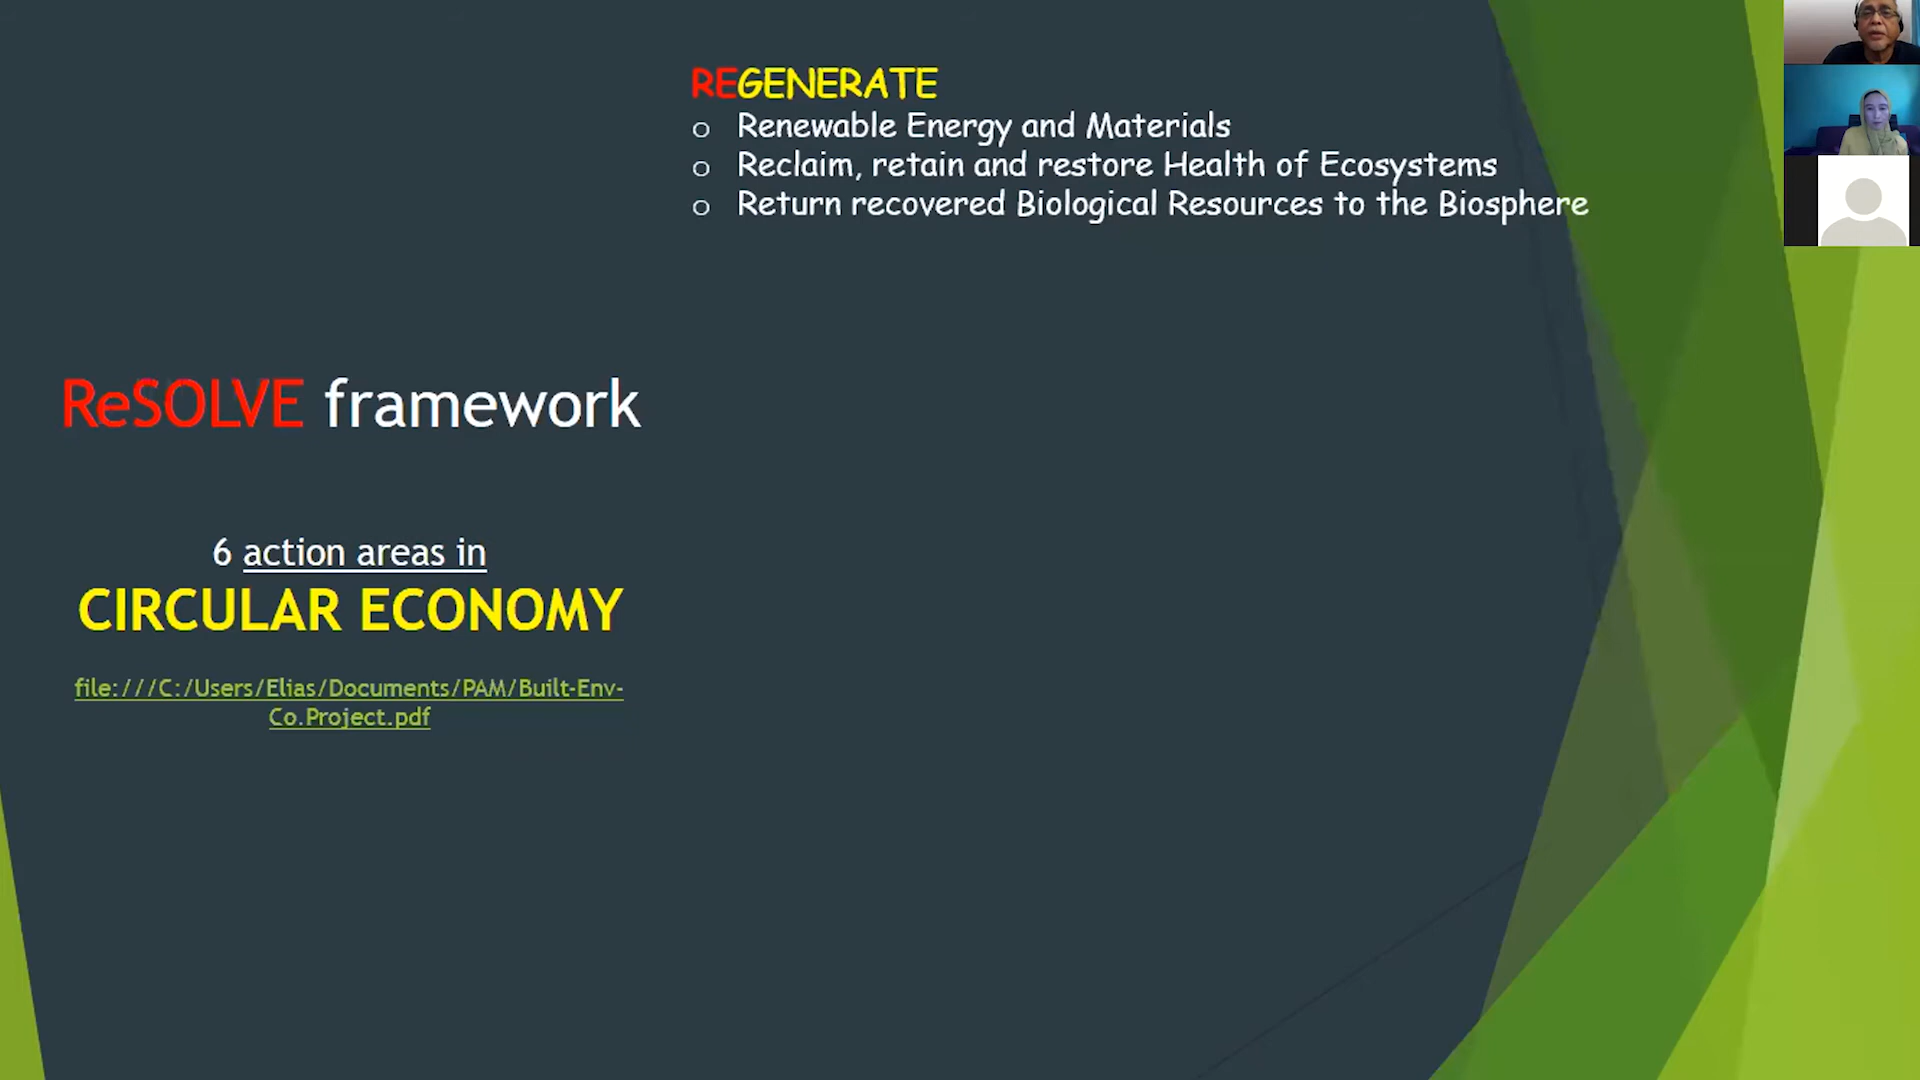 REGENERATE
o Renewable Energy and Materials
o Reclaim, retain and restore Health of Ecosystems
o Return recovered Biological Resources to the Biosphere
ReSOLVE framework
6 action areas in
CIRCULAR ECONOMY
file:///C:/Users/Elias/Documents/PAM/Built-Env-
Co.Project.pdf